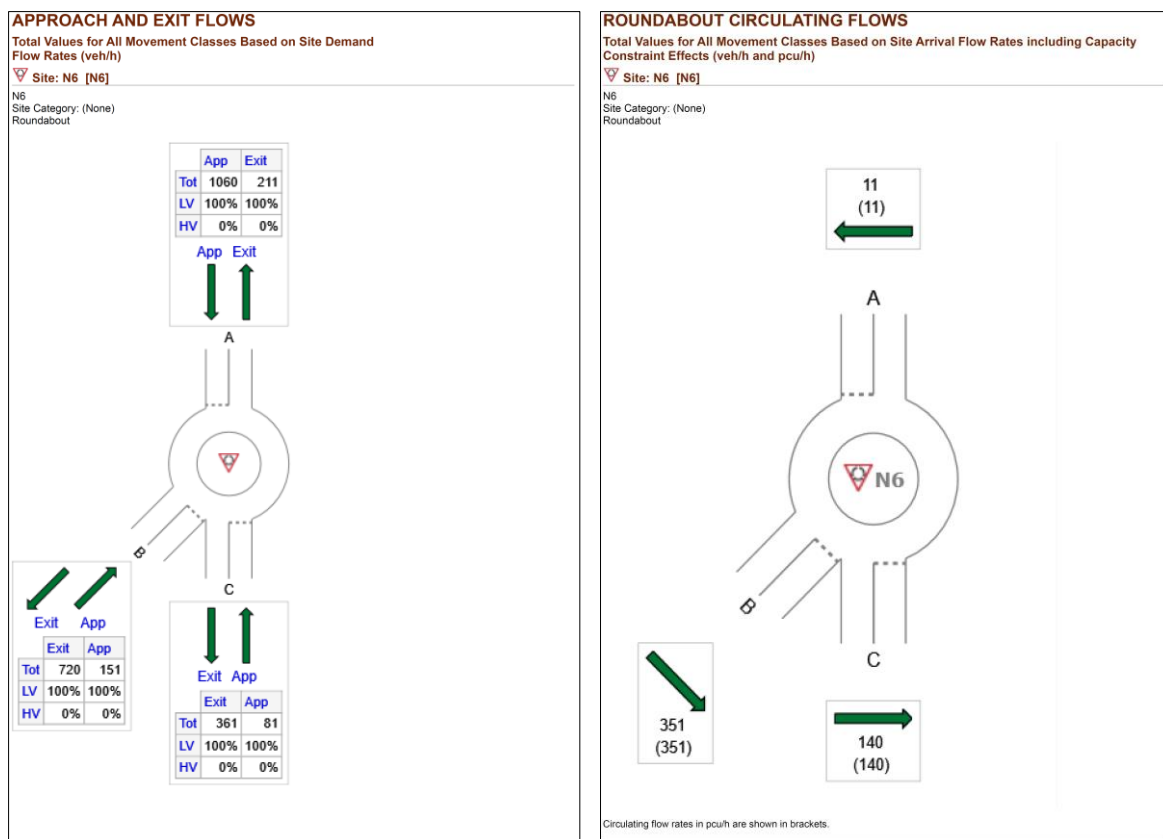 APPROACH AND EXIT FLOWS
Total Values for All Movement Classes Based on Site Demand
Flow Rates (veh/h)
Site: N6 [N6]
N6
Site Category: (None)
Roundabout
App Exit
Tot 1060 211
LV 100% 100%
HV 0% 0%
App Exit
A
B
C
Exit App
Exit App
Tot 720 151
LV 100% 100%
HV 0% 0%
Exit App
Exit App
Tot 361 81
LV 100% 100%
HV 0% 0%
ROUNDABOUT CIRCULATING FLOWS
Total Values for All Movement Classes Based on Site Arrival Flow Rates including Capacity
Constraint Effects (veh/h and pcu/h)
Site: N6 [N6]
N6
Site Category: (None)
Roundabout
11
(11)
A
N6
B
C
351
(351)
140
(140)
Circulating flow rates in pcu/h are shown in brackets.